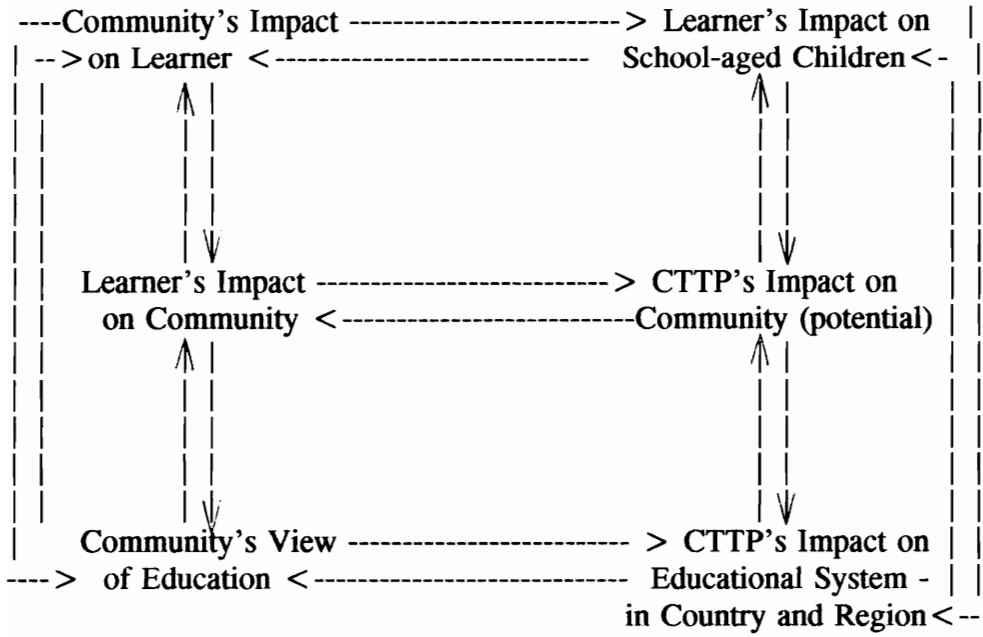 Community's Impact Learner's Impact on
on Learner School-aged Children
Learner's Impact CTTP's Impact on
on Community Community (potential)
Community's View CTTP's Impact on
of Education Educational System
in Country and Region